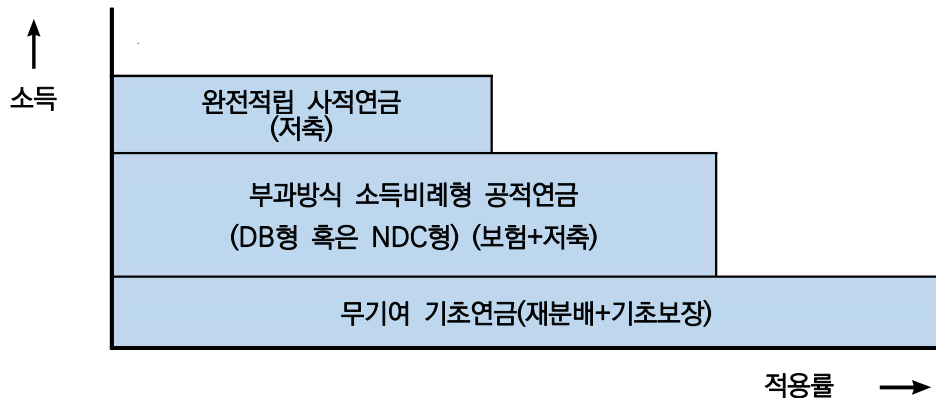 소득
완전적립 사적연금
(저축)
부과방식 소득비례형 공적연금
(DB형 혹은 NDC형) (보험+저축)
무기여 기초연금(재분배+기초보장)
적용률